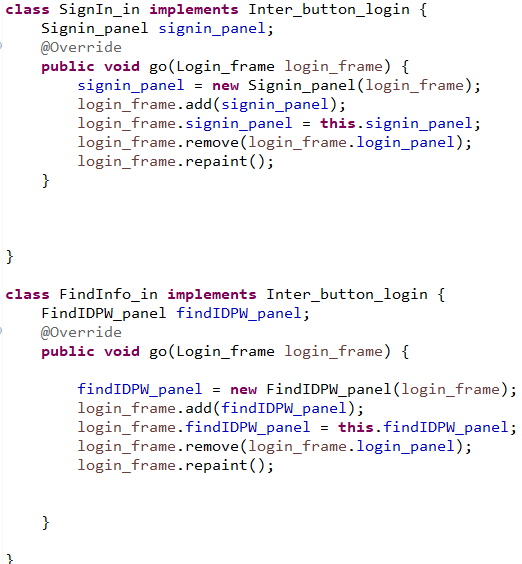 class SignIn_in implements Inter_button_login {
    Signin_panel signin_panel;
    @Override
    public void go(Login_frame login_frame) {
        signin_panel = new Signin_panel(login_frame);
        login_frame.add(signin_panel);
        login_frame.signin_panel = this.signin_panel;
        login_frame.remove(login_frame.login_panel);
        login_frame.repaint();
    }
}
class FindInfo_in implements Inter_button_login {
    FindIDPW_panel findIDPW_panel;
    @Override
    public void go(Login_frame login_frame) {
        findIDPW_panel = new FindIDPW_panel(login_frame);
        login_frame.add(findIDPW_panel);
        login_frame.findIDPW_panel = this.findIDPW_panel;
        login_frame.remove(login_frame.login_panel);
        login_frame.repaint();
    }
}